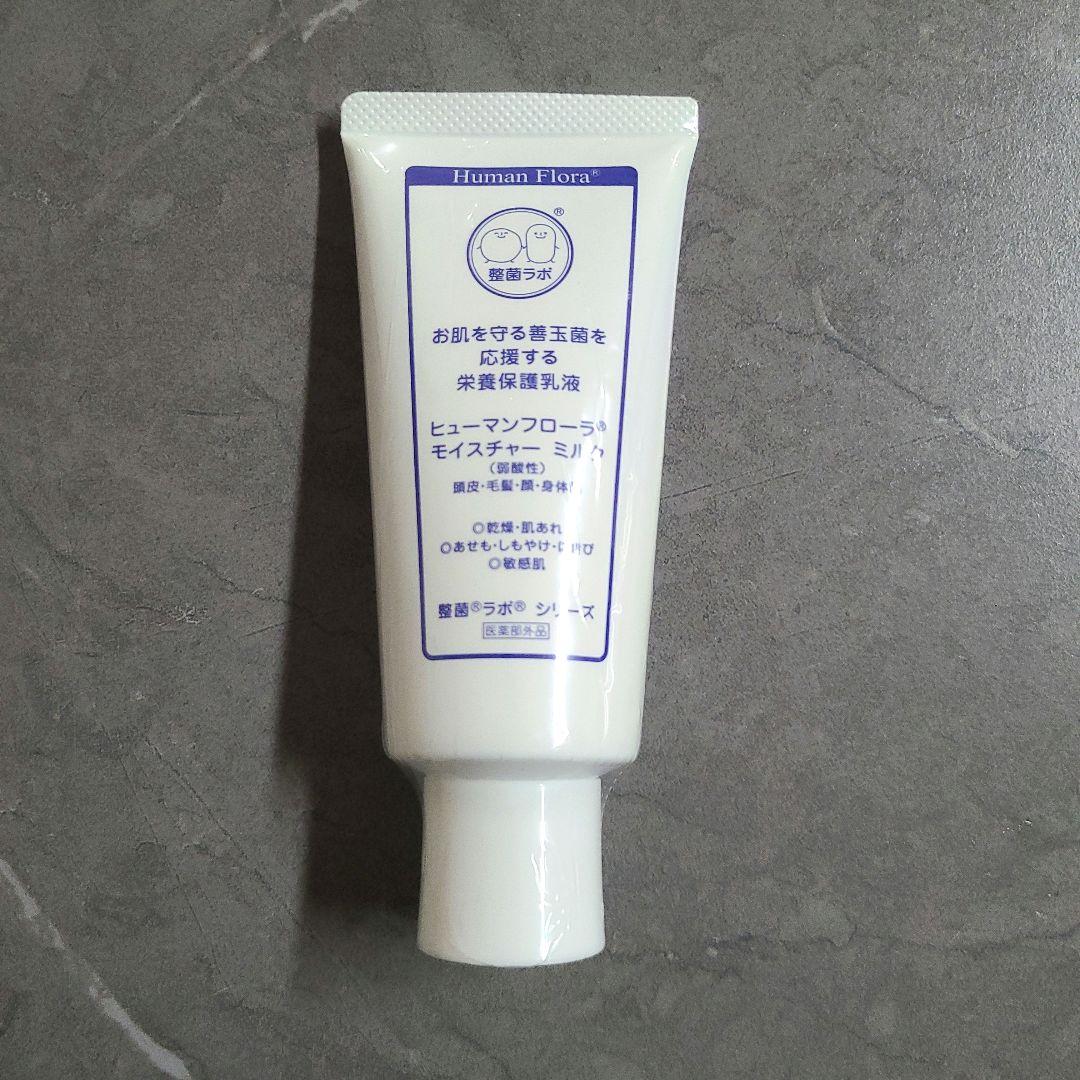 Human Flora®
®
整菌ラボ
お肌を守る善玉菌を
応援する
栄養保護乳液
ヒューマンフローラ®
モイスチャー ミルク
(弱酸性)
頭皮・毛髪・顔・身体
◎乾燥・肌あれ
◎あせも・しもやけ・
◎敏感肌
整菌®ラボ® シリーズ
医薬部外品